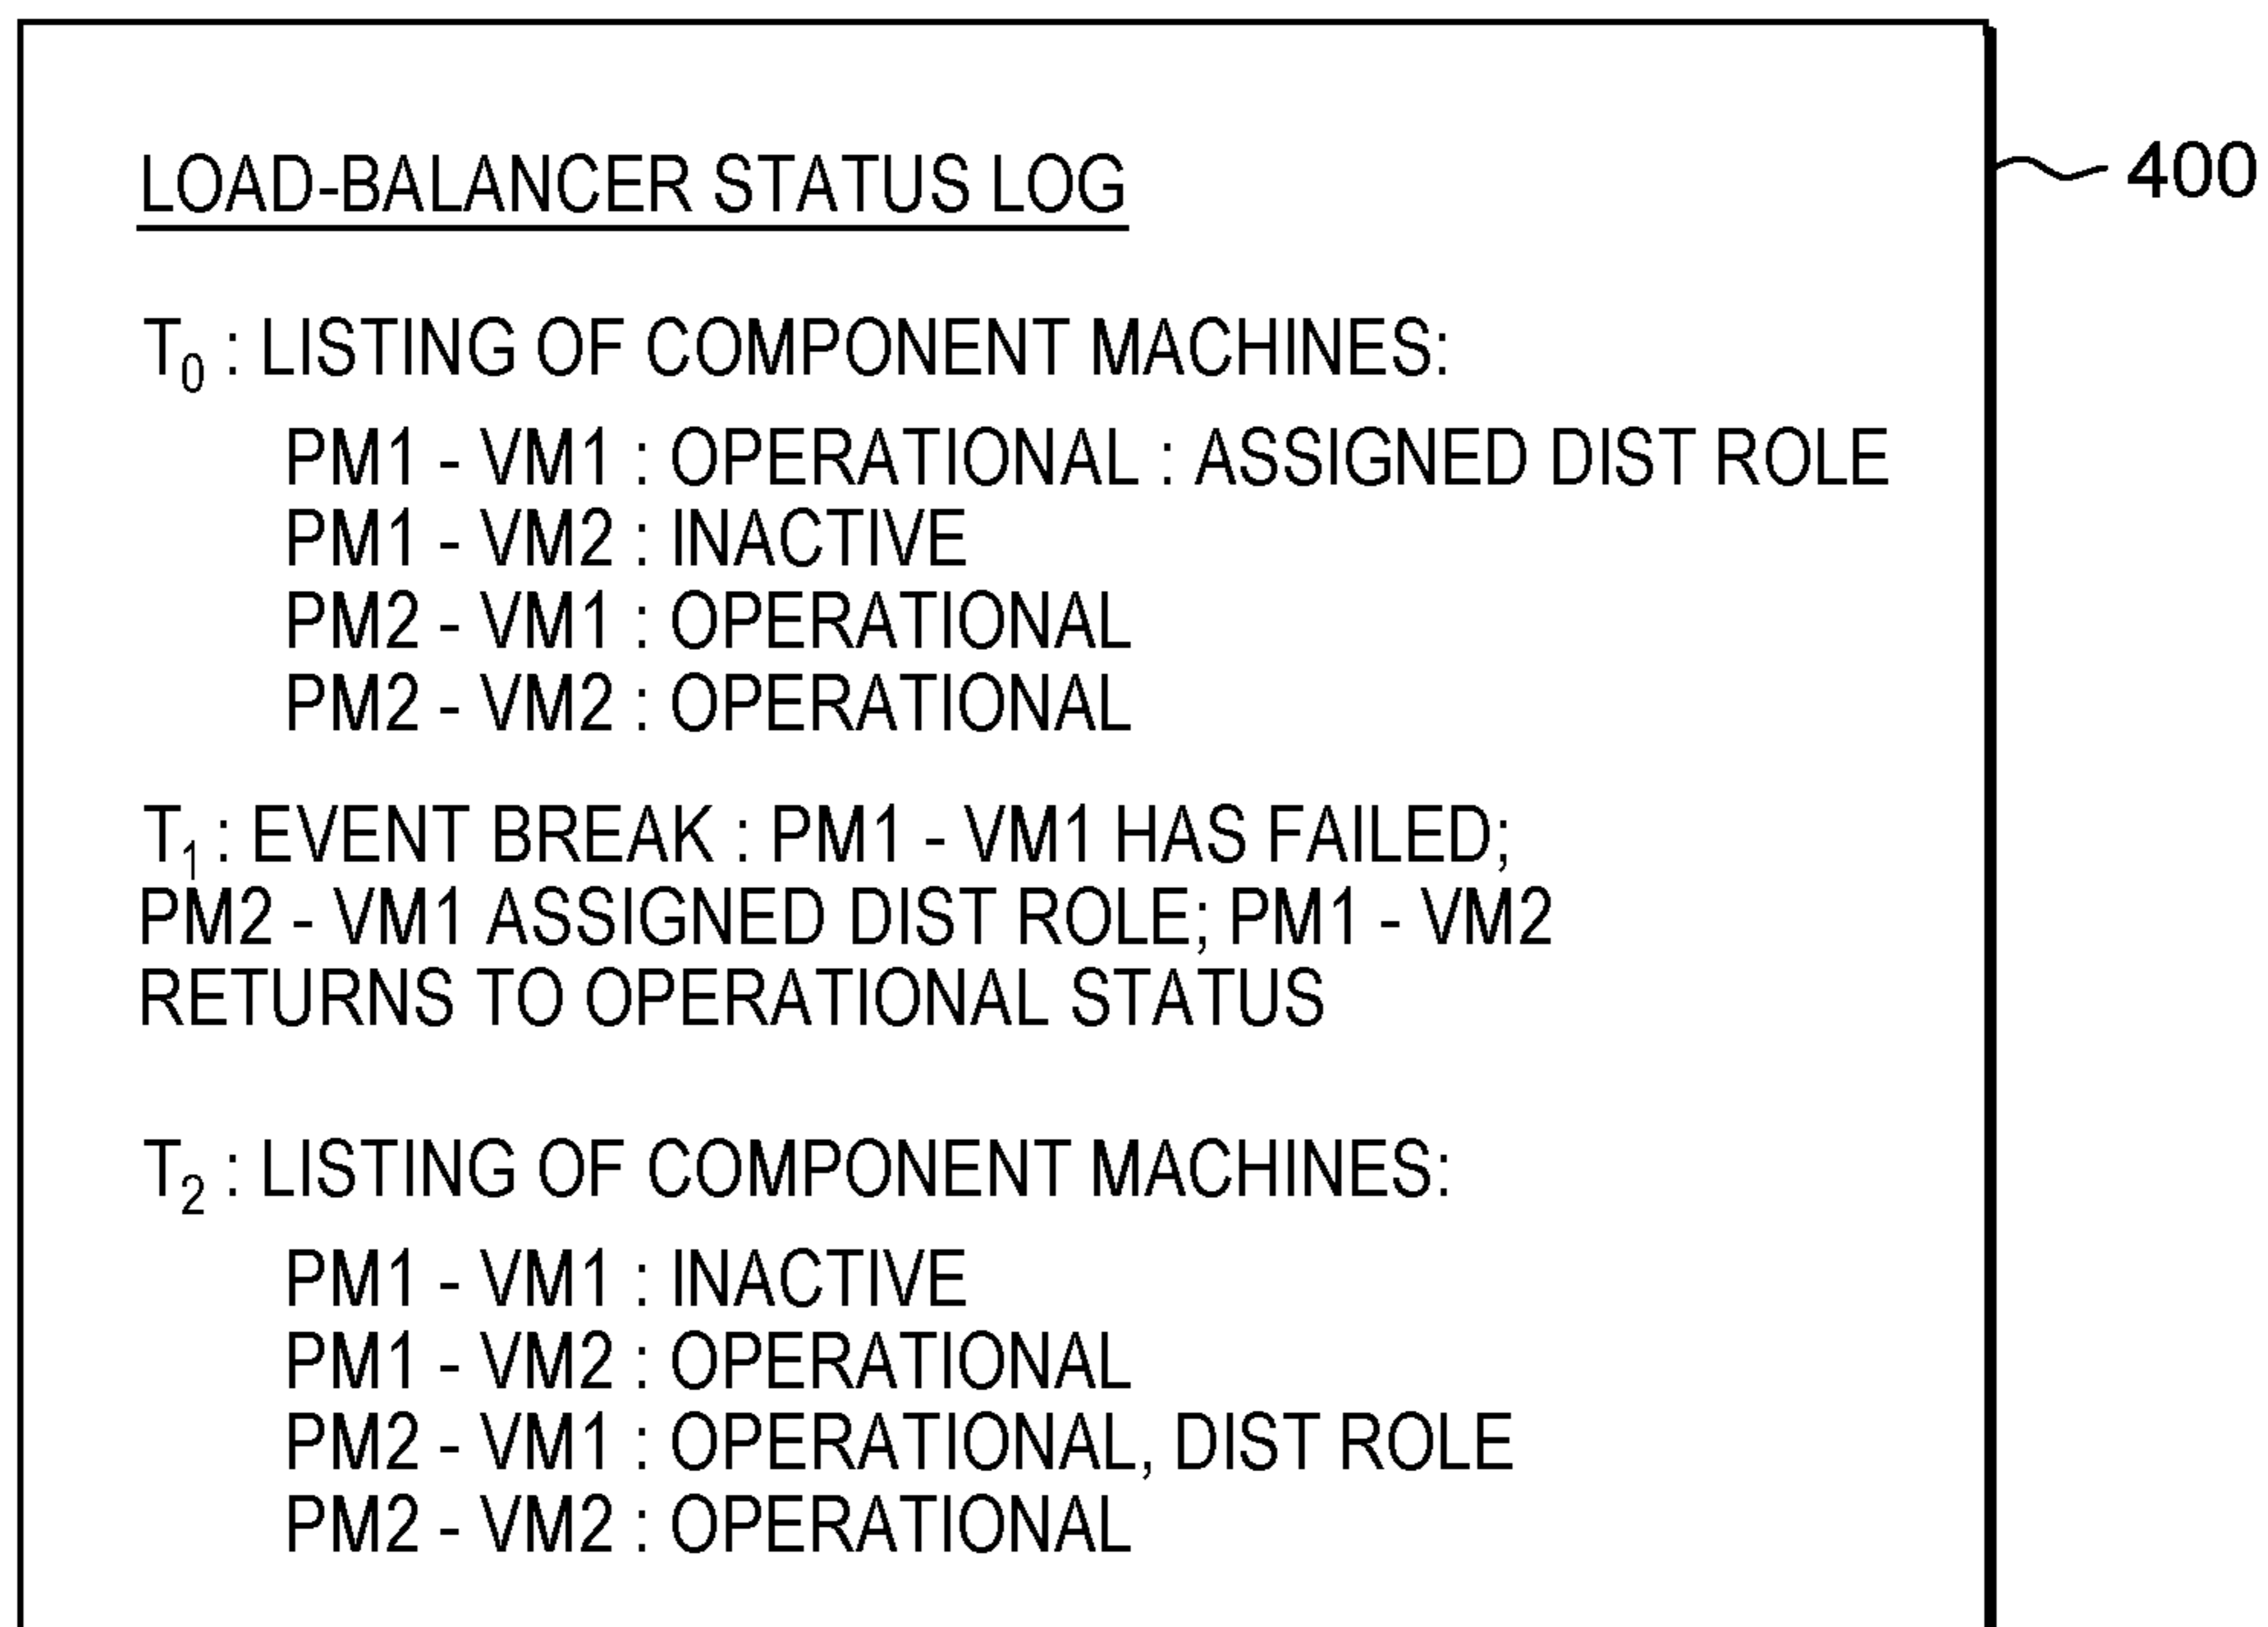 LOAD-BALANCER STATUS LOG
400
T₀ : LISTING OF COMPONENT MACHINES:
PM1 - VM1 : OPERATIONAL : ASSIGNED DIST ROLE
PM1 - VM2 : INACTIVE
PM2 - VM1 : OPERATIONAL
PM2 - VM2 : OPERATIONAL
T₁ : EVENT BREAK : PM1 - VM1 HAS FAILED;
PM2 - VM1 ASSIGNED DIST ROLE; PM1 - VM2
RETURNS TO OPERATIONAL STATUS
T₂ : LISTING OF COMPONENT MACHINES:
PM1 - VM1 : INACTIVE
PM1 - VM2 : OPERATIONAL
PM2 - VM1 : OPERATIONAL, DIST ROLE
PM2 - VM2 : OPERATIONAL